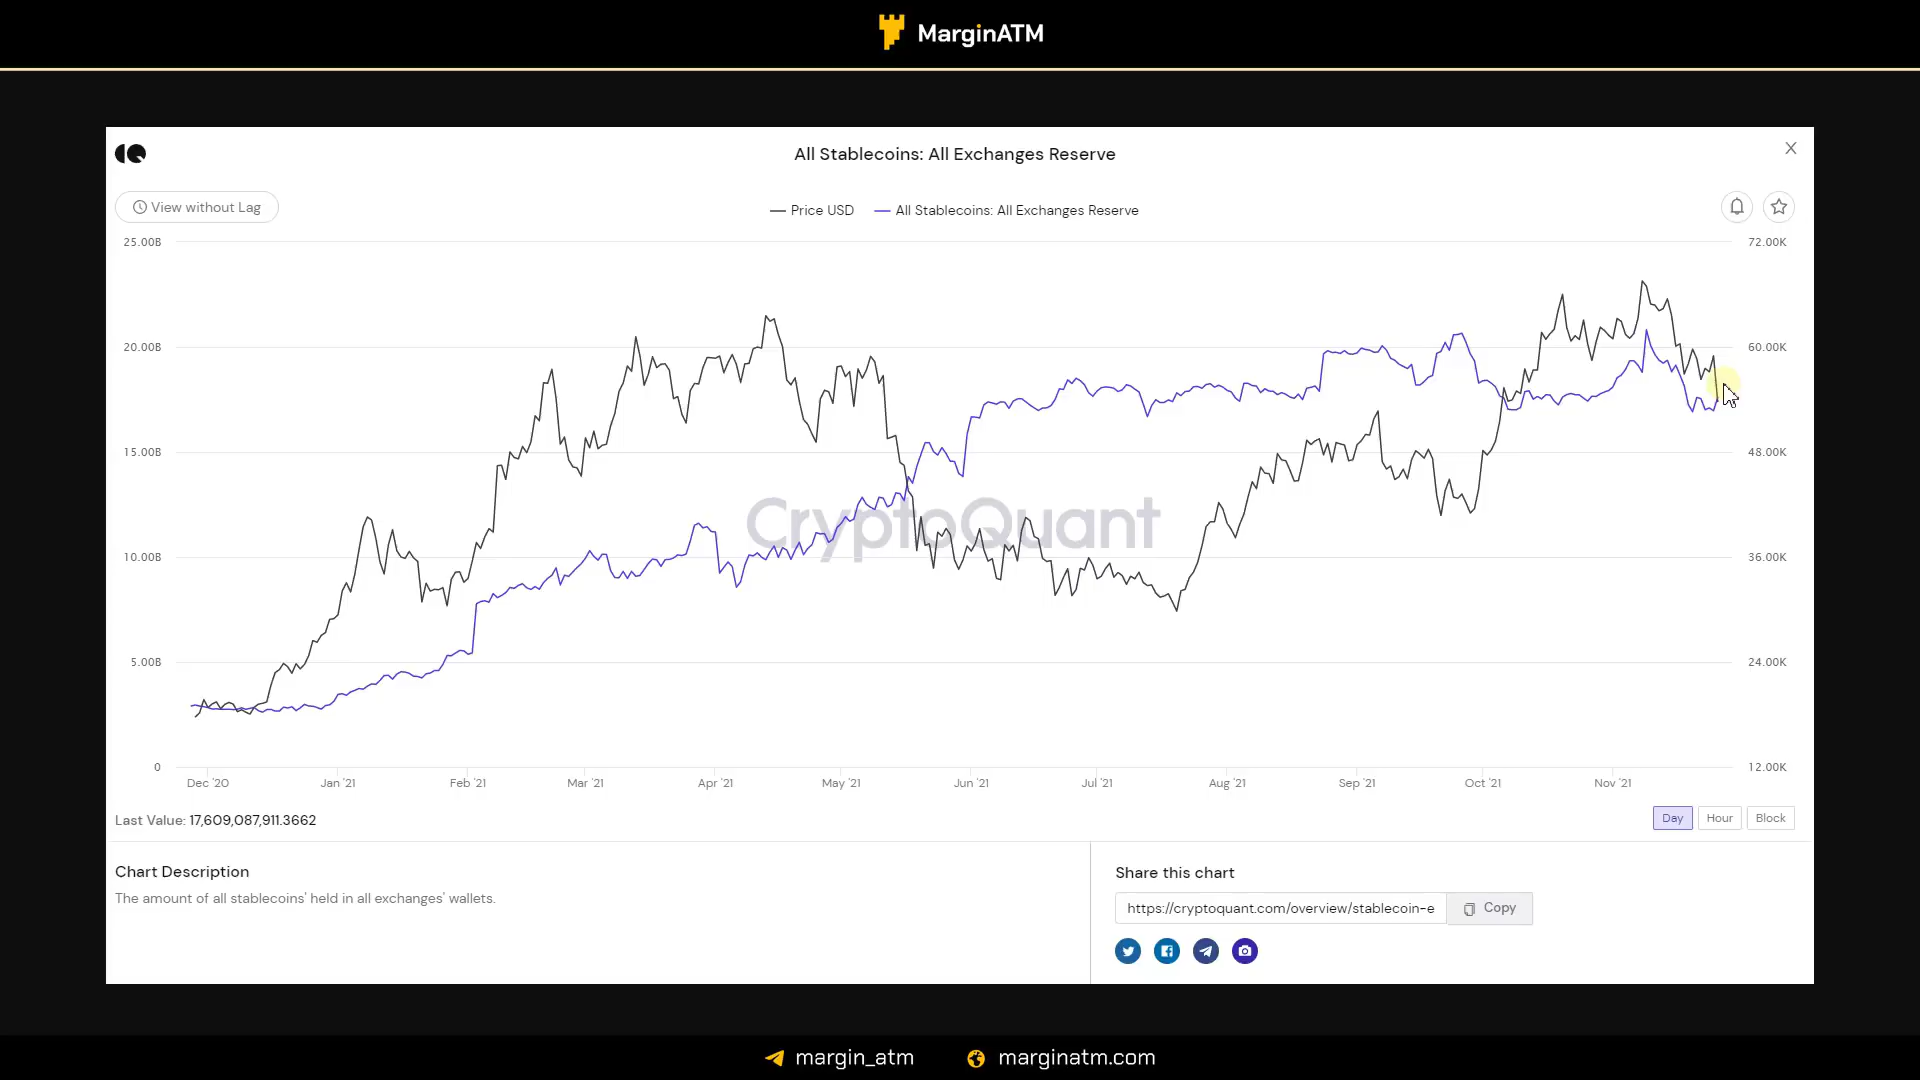 MarginATM
All Stablecoins: All Exchanges Reserve
X
View without Lag
Price USD
All Stablecoins: All Exchanges Reserve
25.00B
72.00K
20.00B
60.00K
15.00B
48.00K
CryptoQuant
10.00B
36.00K
5.00B
24.00K
0
12.00K
Dec '20
Jan '21
Feb '21
Mar '21
Apr '21
May '21
Jun '21
Jul '21
Aug '21
Sep '21
Oct '21
Nov '21
Last Value: 17,609,087,911.3662
Day
Hour
Block
Chart Description
The amount of all stablecoins' held in all exchanges' wallets.
Share this chart
https://cryptoquant.com/overview/stablecoin-e
Copy
margin_atm
marginatm.com